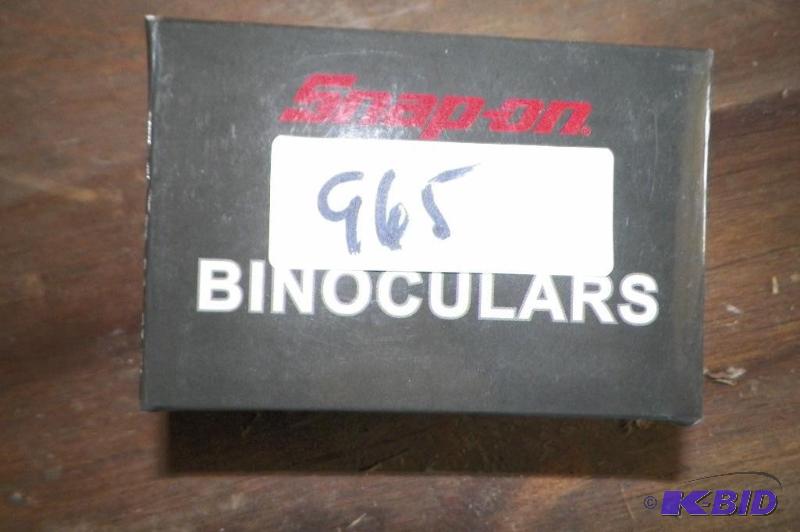 Snap-on®
965
BINOCULARS
© K-BID